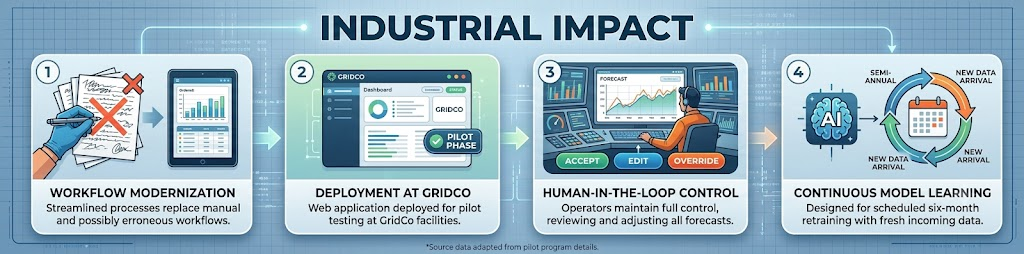 INDUSTRIAL IMPACT
1
WORKFLOW MODERNIZATION
Streamlined processes replace manual
and possibly erroneous workflows.
2
GRIDCO
Dashboard
GRIDCO
PILOT
PHASE
DEPLOYMENT AT GRIDCO
Web application deployed for pilot
testing at GridCo facilities.
3
FORECAST
ACCEPT
EDIT
OVERRIDE
HUMAN-IN-THE-LOOP CONTROL
Operators maintain full control,
reviewing and adjusting all forecasts.
4
AI
SEMI-
ANNUAL
NEW DATA
ARRIVAL
NEW DATA
ARRIVAL
NEW
ARRIVAL
CONTINUOUS MODEL LEARNING
Designed for scheduled six-month
retraining with fresh incoming data.
*Source data adapted from pilot program details.